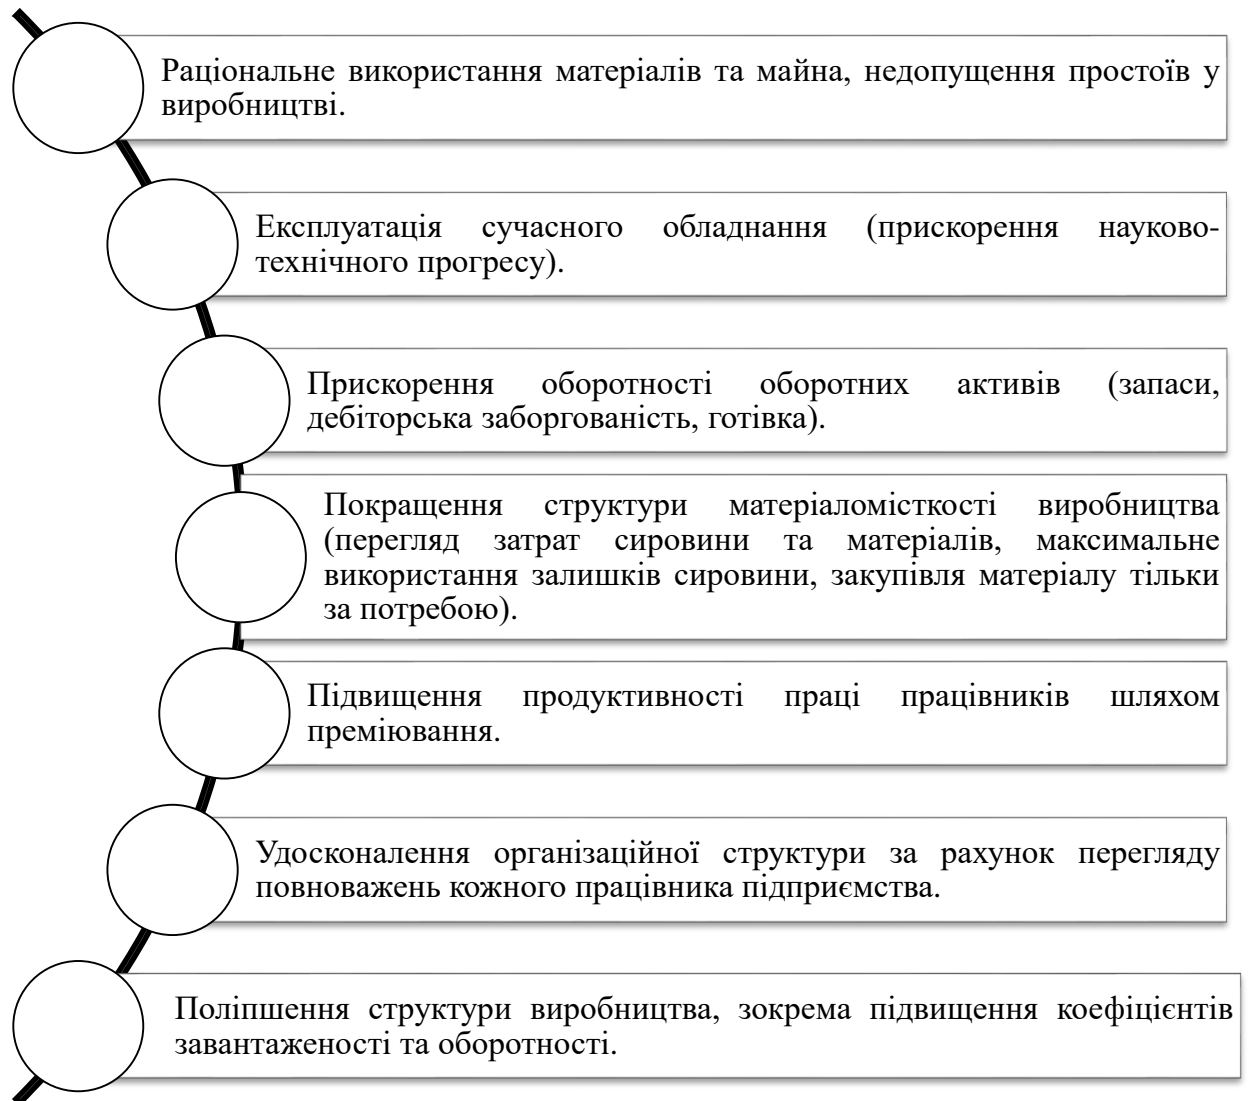 Раціональне використання матеріалів та майна, недопущення простоїв у
виробництві.
Експлуатація сучасного обладнання (прискорення науково-
технічного прогресу).
Прискорення оборотності оборотних активів (запаси,
дебіторська заборгованість, готівка).
Покращення структури матеріаломісткості виробництва
(перегляд затрат сировини та матеріалів, максимальне
використання залишків сировини, закупівля матеріалу тільки
за потребою).
Підвищення продуктивності праці працівників шляхом
преміювання.
Удосконалення організаційної структури за рахунок перегляду
повноважень кожного працівника підприємства.
Поліпшення структури виробництва, зокрема підвищення коефіцієнтів
завантаженості та оборотності.